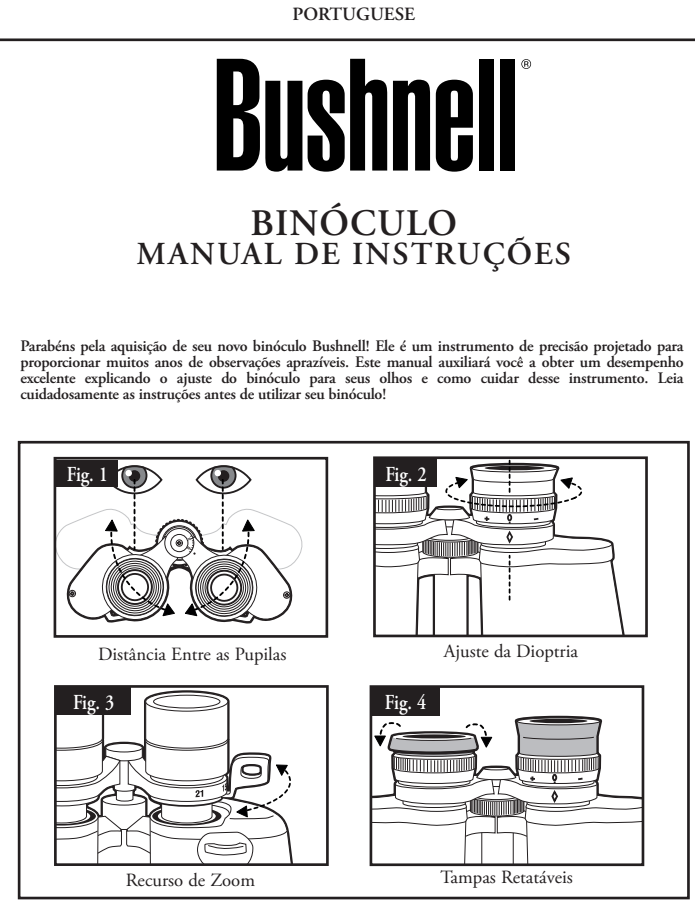 PORTUGUESE
Bushnell®
BINÓCULO
MANUAL DE INSTRUÇÕES
Parabéns pela aquisição de seu novo binóculo Bushnell! Ele é um instrumento de precisão projetado para
proporcionar muitos anos de observações aprazíveis. Este manual auxiliará você a obter um desempenho
excelente explicando o ajuste do binóculo para seus olhos e como cuidar desse instrumento. Leia
cuidadosamente as instruções antes de utilizar seu binóculo!
Fig. 1
Distância Entre as Pupilas
Fig. 2
+ 0 -
Ajuste da Dioptria
Fig. 3
21
Recurso de Zoom
Fig. 4
+ 0 -
Tampas Retatáveis